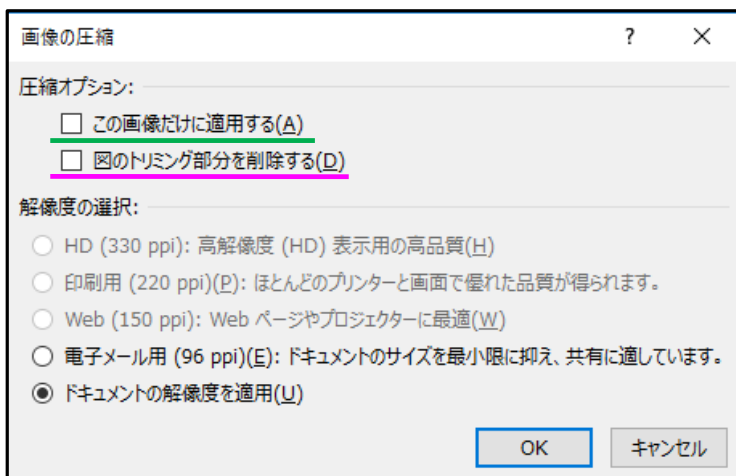 画像の圧縮 ?
圧縮オプション:
この画像だけに適用する(A)
図のトリミング部分を削除する(D)
解像度の選択:
HD (330 ppi): 高解像度 (HD) 表示用の高品質(H)
印刷用 (220 ppi)(P): ほとんどのプリンターと画面で優れた品質が得られます。
Web (150 ppi): Web ページやプロジェクターに最適(W)
電子メール用 (96 ppi)(E): ドキュメントのサイズを最小限に抑え、共有に適しています。
ドキュメントの解像度を適用(U)
OK キャンセル